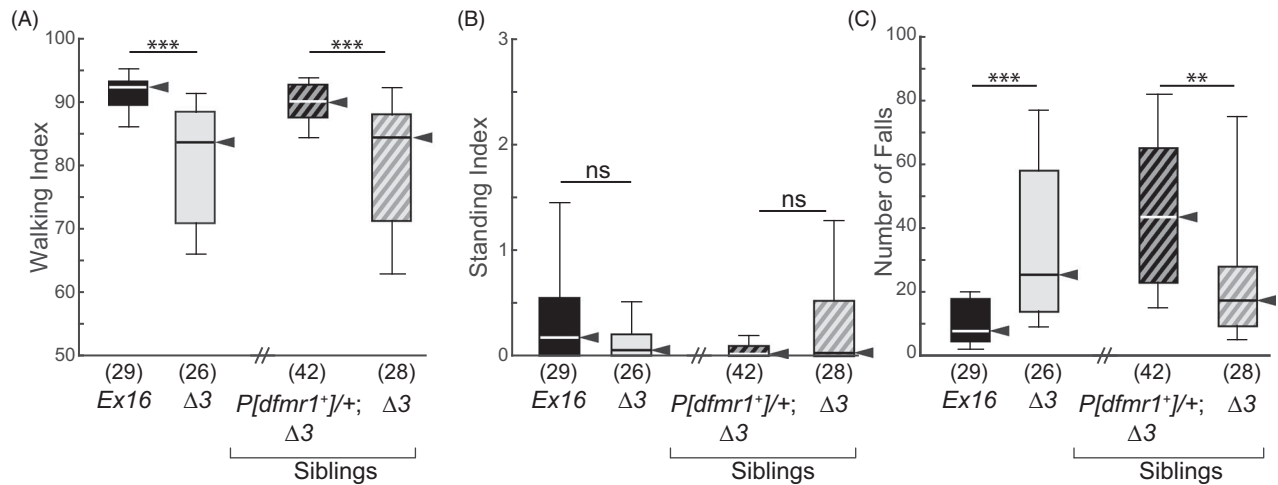 (A)
Walking Index
100
90
80
70
60
50
***
***
(29)
(26)
(42)
(28)
Ex16
Δ3
P[dfmr1⁺]/+;
Δ3
Δ3
Siblings
(B)
Standing Index
3
2
1
0
ns
ns
(29)
(26)
(42)
(28)
Ex16
Δ3
P[dfmr1⁺]/+;
Δ3
Δ3
Siblings
(C)
Number of Falls
100
80
60
40
20
0
***
**
(29)
(26)
(42)
(28)
Ex16
Δ3
P[dfmr1⁺]/+;
Δ3
Δ3
Siblings